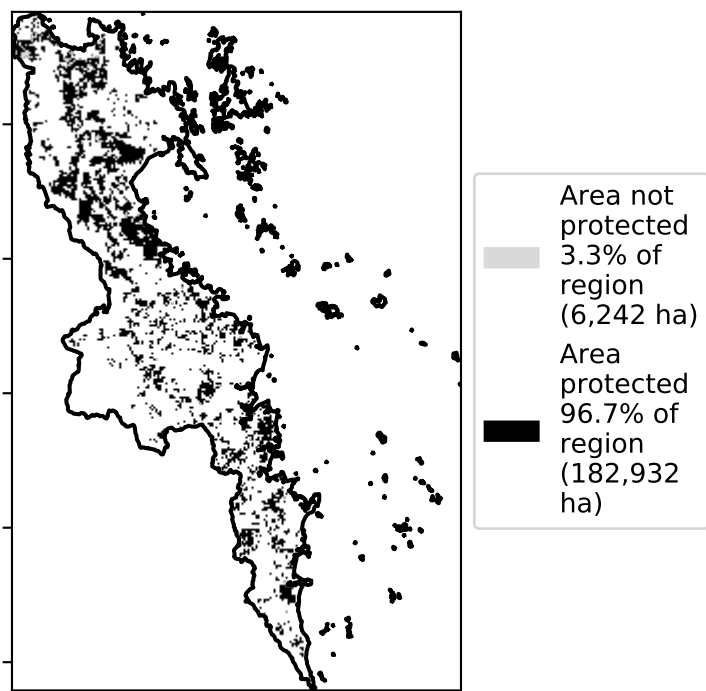 Area not
protected
3.3% of
region
(6,242 ha)
Area
protected
96.7% of
region
(182,932
ha)